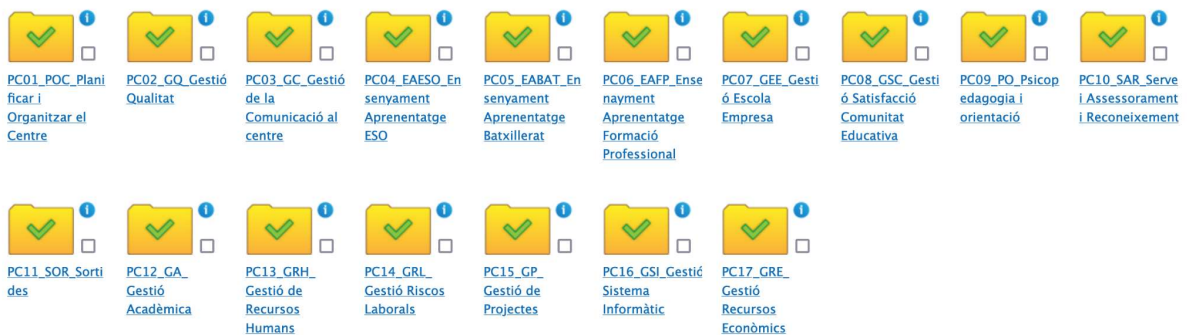 PC01_POC_Plani
ficar i
Organitzar el
Centre
PC02_GQ_Gestió
Qualitat
PC03_GC_Gestió
de la
Comunicació al
centre
PC04_EAESO_En
senyament
Aprenentatge
ESO
PC05_EABAT_En
senyament
Aprenentatge
Batxillerat
PC06_EAFP_Ense
nayment
Aprenentatge
Formació
Professional
PC07_GEE_Gesti
ó Escola
Empresa
PC08_GSC_Gesti
ó Satisfacció
Comunitat
Educativa
PC09_PO_Psicop
edagogia i
orientació
PC10_SAR_Serve
i Assessorament
i Reconeixement
PC11_SOR_Sorti
des
PC12_GA_
Gestió
Acadèmica
PC13_GRH_
Gestió de
Recursos
Humans
PC14_GRL_
Gestió Riscos
Laborals
PC15_GP_
Gestió de
Projectes
PC16_GSI_Gestió
Sistema
Informàtic
PC17_GRE_
Gestió
Recursos
Econòmics